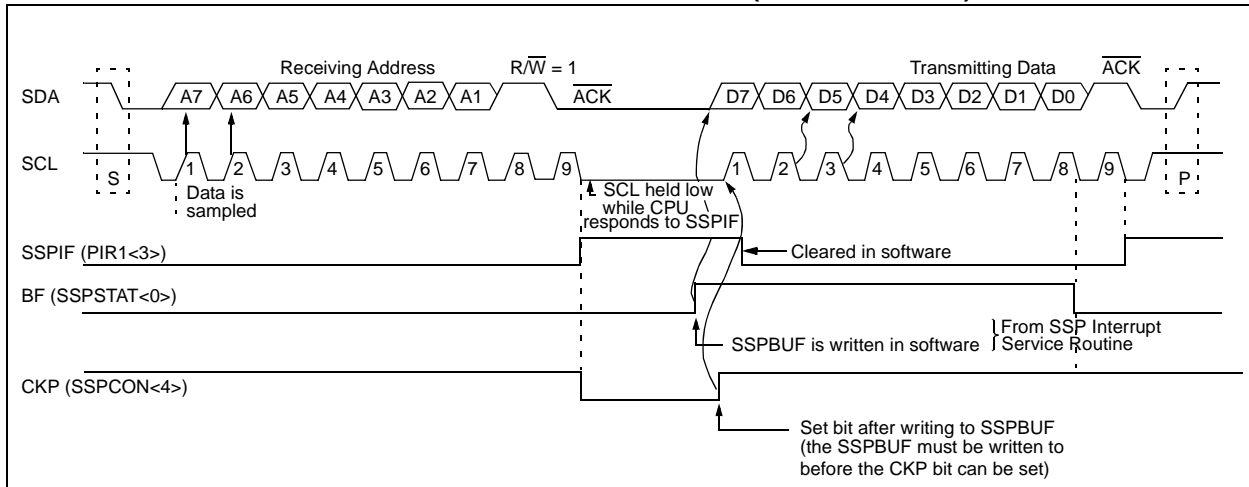 Receiving Address R/W = 1 Transmitting Data ACK
SDA A7 A6 A5 A4 A3 A2 A1 ACK D7 D6 D5 D4 D3 D2 D1 D0
SCL S 1 2 3 4 5 6 7 8 9 1 2 3 4 5 6 7 8 9 P
Data is
sampled
SCL held low
while CPU
responds to SSPIF
SSPIF (PIR1<3>)
Cleared in software
BF (SSPSTAT<0>)
SSPBUF is written in software
From SSP Interrupt
Service Routine
CKP (SSPCON<4>)
Set bit after writing to SSPBUF
(the SSPBUF must be written to
before the CKP bit can be set)